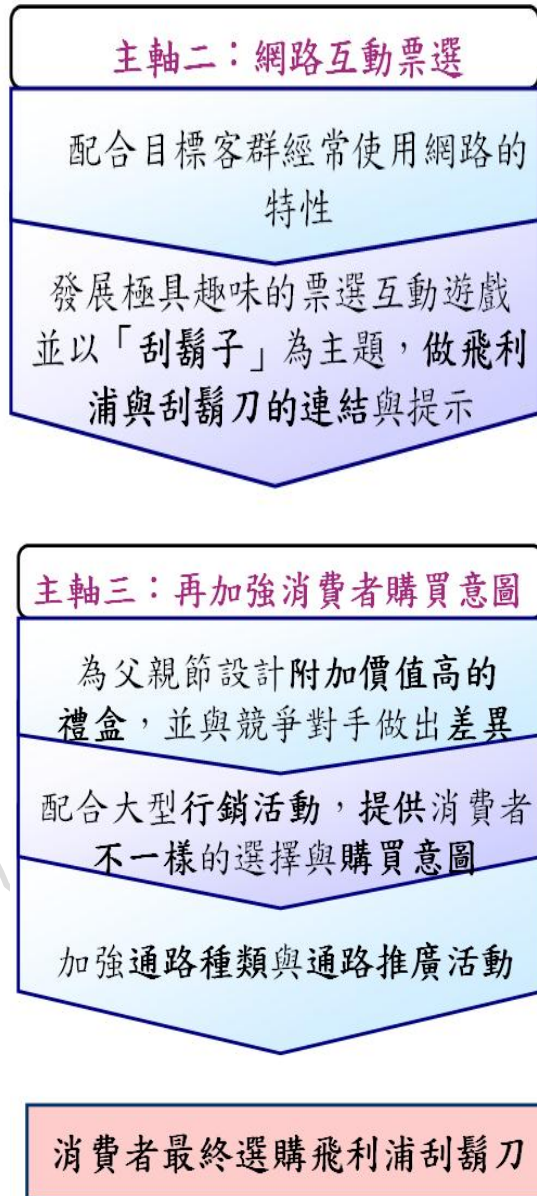 主軸二：網路互動票選
配合目標客群經常使用網路的
特性
發展極具趣味的票選互動遊戲
並以「刮鬍子」為主題，做飛利
浦與刮鬍刀的連結與提示
主軸三：再加強消費者購買意圖
為父親節設計附加價值高的
禮盒，並與競爭對手做出差異
配合大型行銷活動，提供消費者
不一樣的選擇與購買意圖
加強通路種類與通路推廣活動
消費者最終選購飛利浦刮鬍刀